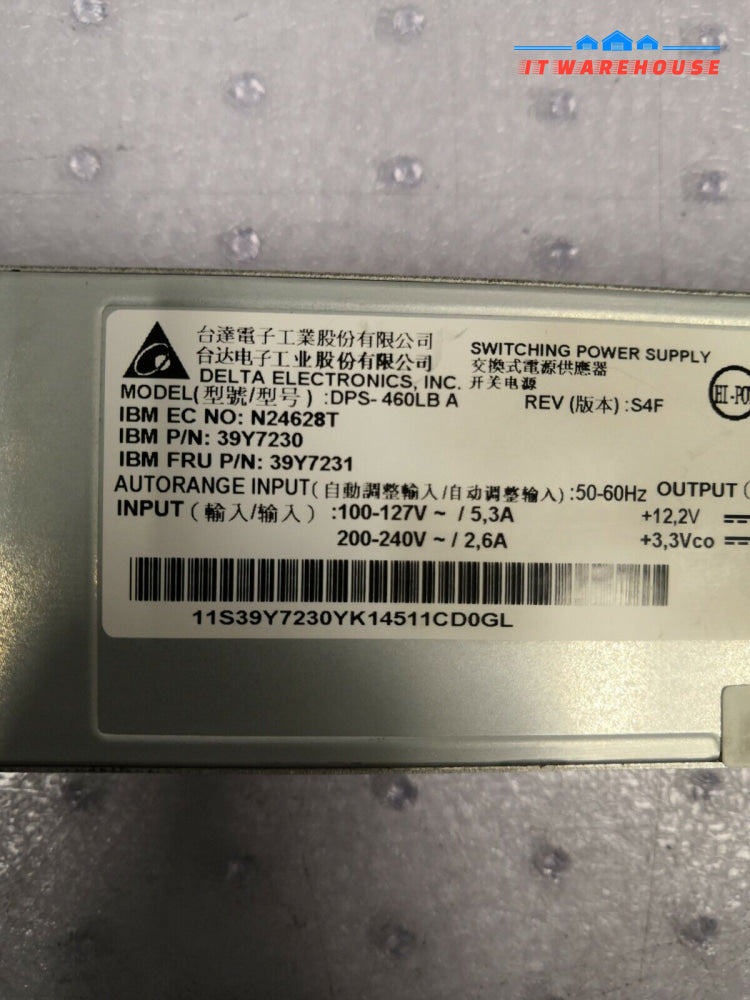 IT WAREHOUSE
台達電子工業股份有限公司
台达电子工业股份有限公司
DELTA ELECTRONICS, INC.
SWITCHING POWER SUPPLY
交換式電源供應器
开关电源
MODEL(型號/型号) :DPS- 460LB A
REV (版本) :S4F
IBM EC NO: N24628T
IBM P/N: 39Y7230
IBM FRU P/N: 39Y7231
AUTORANGE INPUT(自動調整輸入/自动调整输入) :50-60Hz OUTPUT (
INPUT (輸入/输入) :100-127V ~ / 5,3A
+12,2V
200-240V ~ / 2,6A
+3,3Vco
11S39Y7230YK14511CD0GL